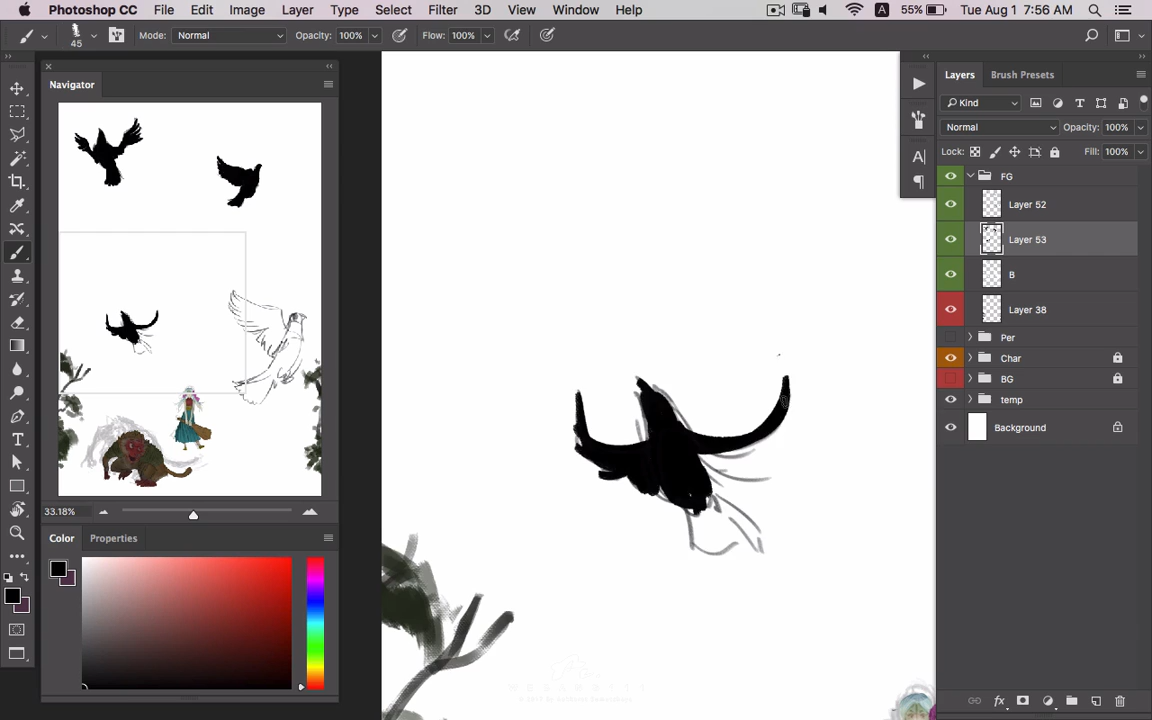 Photoshop CC File Edit Image Layer Type Select Filter 3D View Window Help A 55% Tue Aug 1 7:56 AM
45 Mode: Normal Opacity: 100% Flow: 100%
Navigator
33.18%
Color Properties
Layers Brush Presets
Kind T
Normal Opacity: 100%
Lock: Fill: 100%
FG
Layer 52
Layer 53
B
Layer 38
Per
Char
BG
temp
Background
fx